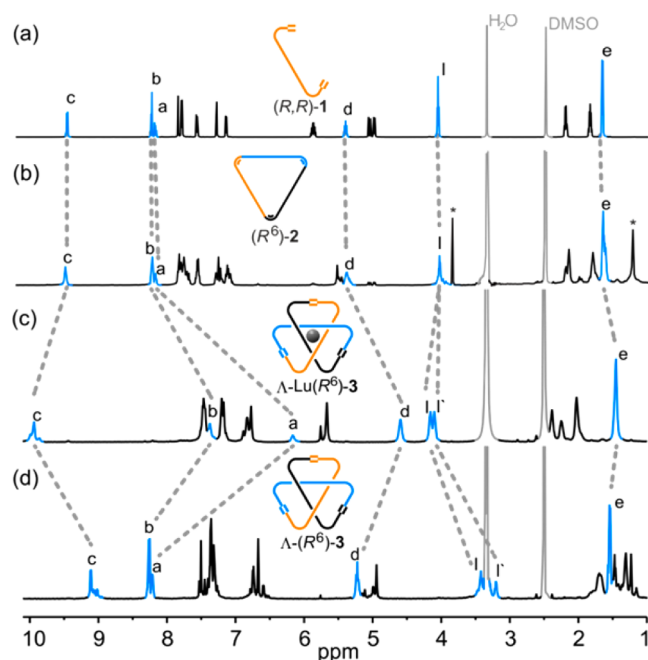 (a)
H₂O
DMSO
c
b
a
(R,R)-1
d
l
e
(b)
c
b
a
(R⁶)-2
d
l
*
e
*
(c)
c
b
a
Λ-Lu(R⁶)-3
d
l
l`
e
(d)
c
b
a
Λ-(R⁶)-3
d
l
l`
e
10
9
8
7
6
5
4
3
2
1
ppm